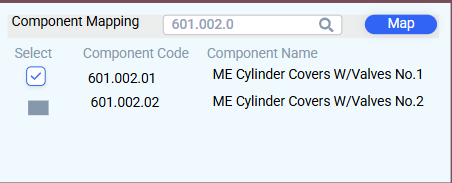 Component Mapping 601.002.0 Map
Select Component Code Component Name
601.002.01 ME Cylinder Covers W/Valves No.1
601.002.02 ME Cylinder Covers W/Valves No.2